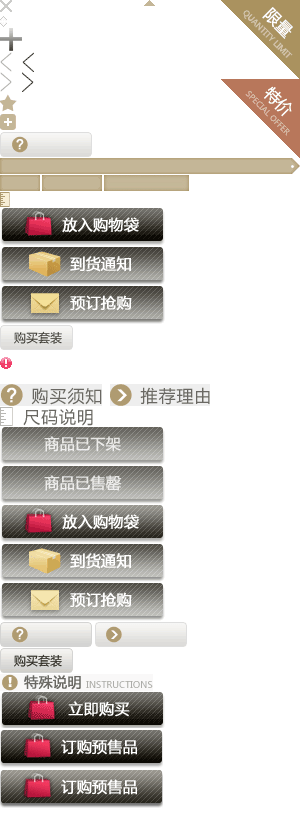 限量
QUANTITY LIMIT
特价
SPECIAL OFFER
放入购物袋
到货通知
预订抢购
购买套装
购买须知 推荐理由
尺码说明
商品已下架
商品已售罄
放入购物袋
到货通知
预订抢购
购买套装
特殊说明 INSTRUCTIONS
立即购买
订购预售品
订购预售品